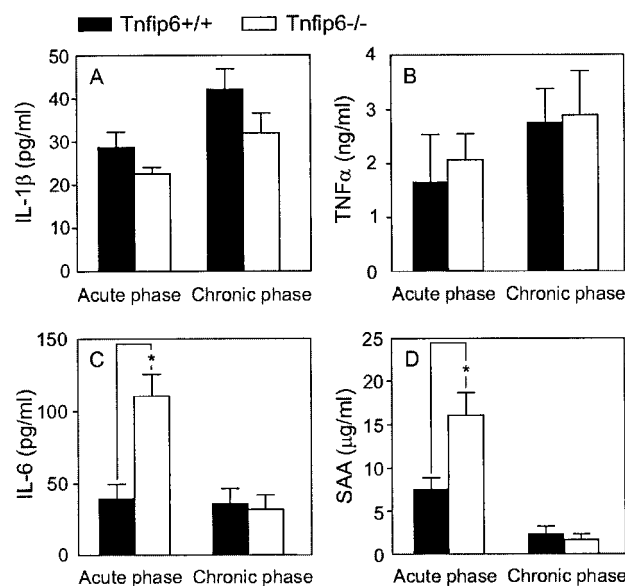 Tnfip6+/+ Tnfip6-/-
A
IL-1β (pg/ml)
50
40
30
20
10
0
Acute phase Chronic phase
B
TNFα (ng/ml)
4
3
2
1
0
Acute phase Chronic phase
C
IL-6 (pg/ml)
150
100
50
0
*
Acute phase Chronic phase
D
SAA (μg/ml)
25
20
15
10
5
0
*
Acute phase Chronic phase